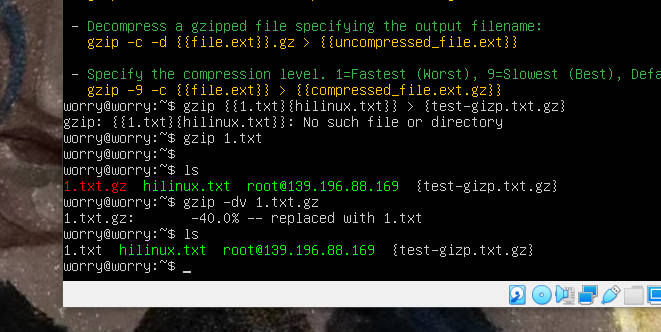 - Decompress a gzipped file specifying the output filename:
gzip -c -d {{file.ext}}.gz > {{uncompressed_file.ext}}
- Specify the compression level. 1=Fastest (Worst), 9=Slowest (Best), Defa
gzip -9 -c {{file.ext}} > {{compressed_file.ext.gz}}
worry@worry:~$ gzip {{1.txt}{hilinux.txt}} > {test-gizp.txt.gz}
gzip: {{1.txt}{hilinux.txt}}: No such file or directory
worry@worry:~$ gzip 1.txt
worry@worry:~$
worry@worry:~$ ls
1.txt.gz  hilinux.txt  root@139.196.88.169  {test-gizp.txt.gz}
worry@worry:~$ gzip -dv 1.txt.gz
1.txt.gz:       -40.0% -- replaced with 1.txt
worry@worry:~$ ls
1.txt  hilinux.txt  root@139.196.88.169  {test-gizp.txt.gz}
worry@worry:~$ _